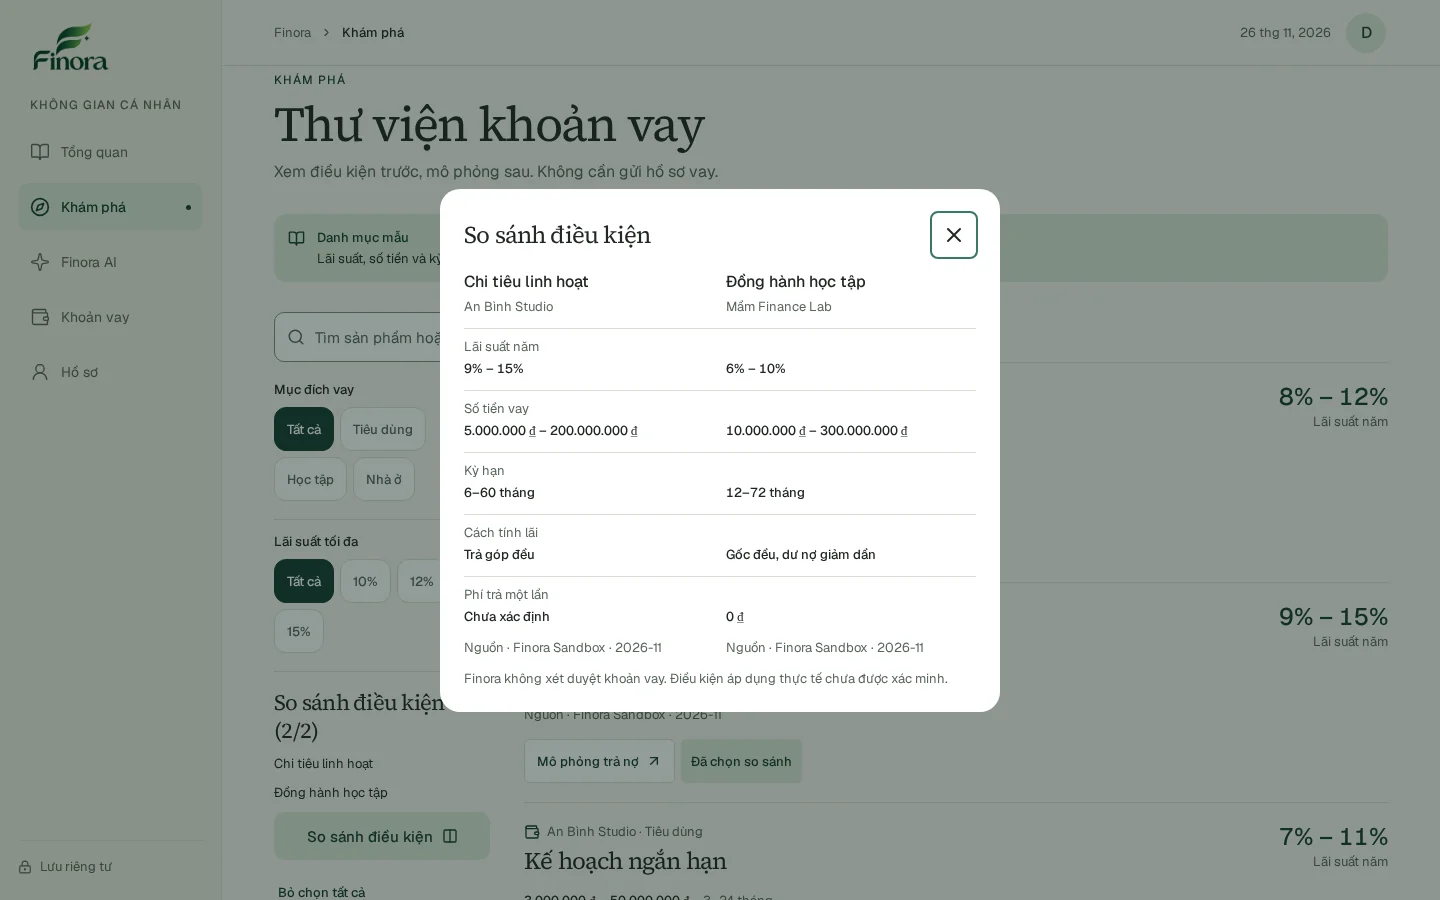 Finora
KHÔNG GIAN CÁ NHÂN
Tổng quan
Khám phá
Finora AI
Khoản vay
Hồ sơ
Lưu riêng tư
Finora
Khám phá
26 thg 11, 2026
D
KHÁM PHÁ
Thư viện khoản vay
Xem điều kiện trước, mô phỏng sau. Không cần gửi hồ sơ vay.
Danh mục mẫu
Lãi suất, số tiền và
Tìm sản phẩm
Mục đích vay
Tất cả
Tiêu dùng
Học tập
Nhà ở
Lãi suất tối đa
Tất cả
10%
12%
15%
So sánh điều kiện
(2/2)
Chi tiêu linh hoạt
Đồng hành học tập
So sánh điều kiện
Bỏ chọn tất cả
So sánh điều kiện
Chi tiêu linh hoạt
Đồng hành học tập
An Bình Studio
Mầm Finance Lab
Lãi suất năm
9% – 15%
6% – 10%
Số tiền vay
5.000.000 ₫ – 200.000.000 ₫
10.000.000 ₫ – 300.000.000 ₫
Kỳ hạn
6–60 tháng
12–72 tháng
Cách tính lãi
Trả góp đều
Gốc đều, dư nợ giảm dần
Phí trả một lần
Chưa xác định
0 ₫
Nguồn · Finora Sandbox · 2026-11
Nguồn · Finora Sandbox · 2026-11
Finora không xét duyệt khoản vay. Điều kiện áp dụng thực tế chưa được xác minh.
8% – 12%
Lãi suất năm
9% – 15%
Lãi suất năm
Nguồn · Finora Sandbox · 2026-11
Mô phỏng trả nợ
Đã chọn so sánh
An Bình Studio · Tiêu dùng
Kế hoạch ngắn hạn
7% – 11%
Lãi suất năm
3.000.000 ₫ – 50.000.000 ₫ · 3–24 tháng